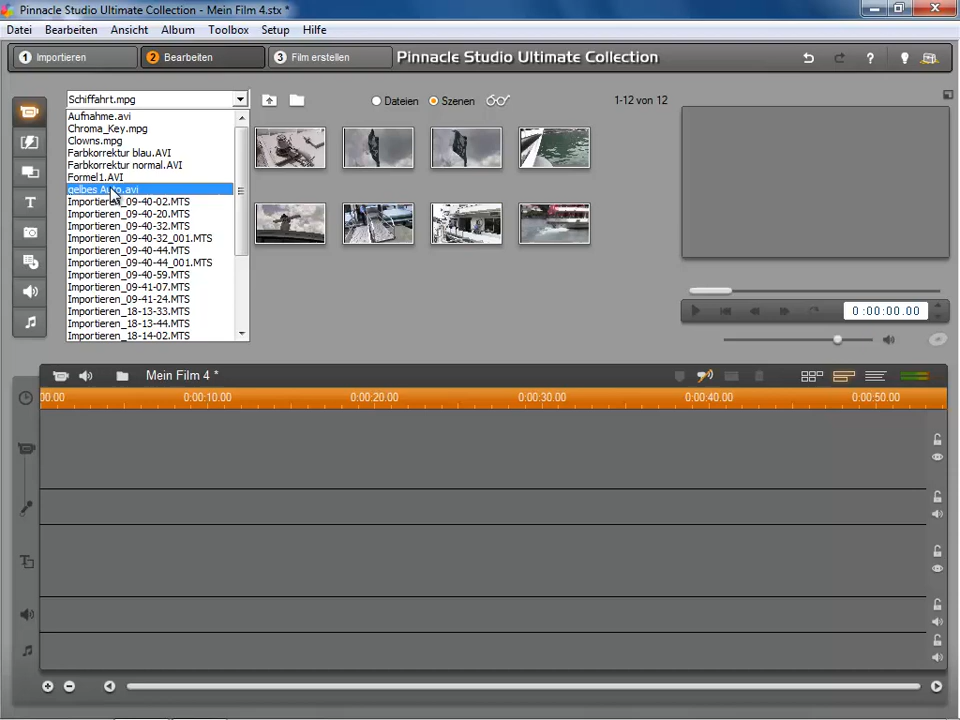 Pinnacle Studio Ultimate Collection - Mein Film 4.stx *
Datei Bearbeiten Ansicht Album Toolbox Setup Hilfe
1 Importieren 2 Bearbeiten 3 Film erstellen Pinnacle Studio Ultimate Collection
Schiffahrt.mpg Dateien Szenen 1-12 von 12
Aufnahme.avi
Chroma_Key.mpg
Clowns.mpg
Farbkorrektur blau.AVI
Farbkorrektur normal.AVI
Formel1.AVI
gelbes Auto.avi
Importieren_09-40-02.MTS
Importieren_09-40-20.MTS
Importieren_09-40-32.MTS
Importieren_09-40-32_001.MTS
Importieren_09-40-44.MTS
Importieren_09-40-44_001.MTS
Importieren_09-40-59.MTS
Importieren_09-41-07.MTS
Importieren_09-41-24.MTS
Importieren_18-13-33.MTS
Importieren_18-13-44.MTS
Importieren_18-14-02.MTS
0:00:00.00
Mein Film 4 *
00.00 0:00:10.00 0:00:20.00 0:00:30.00 0:00:40.00 0:00:50.00